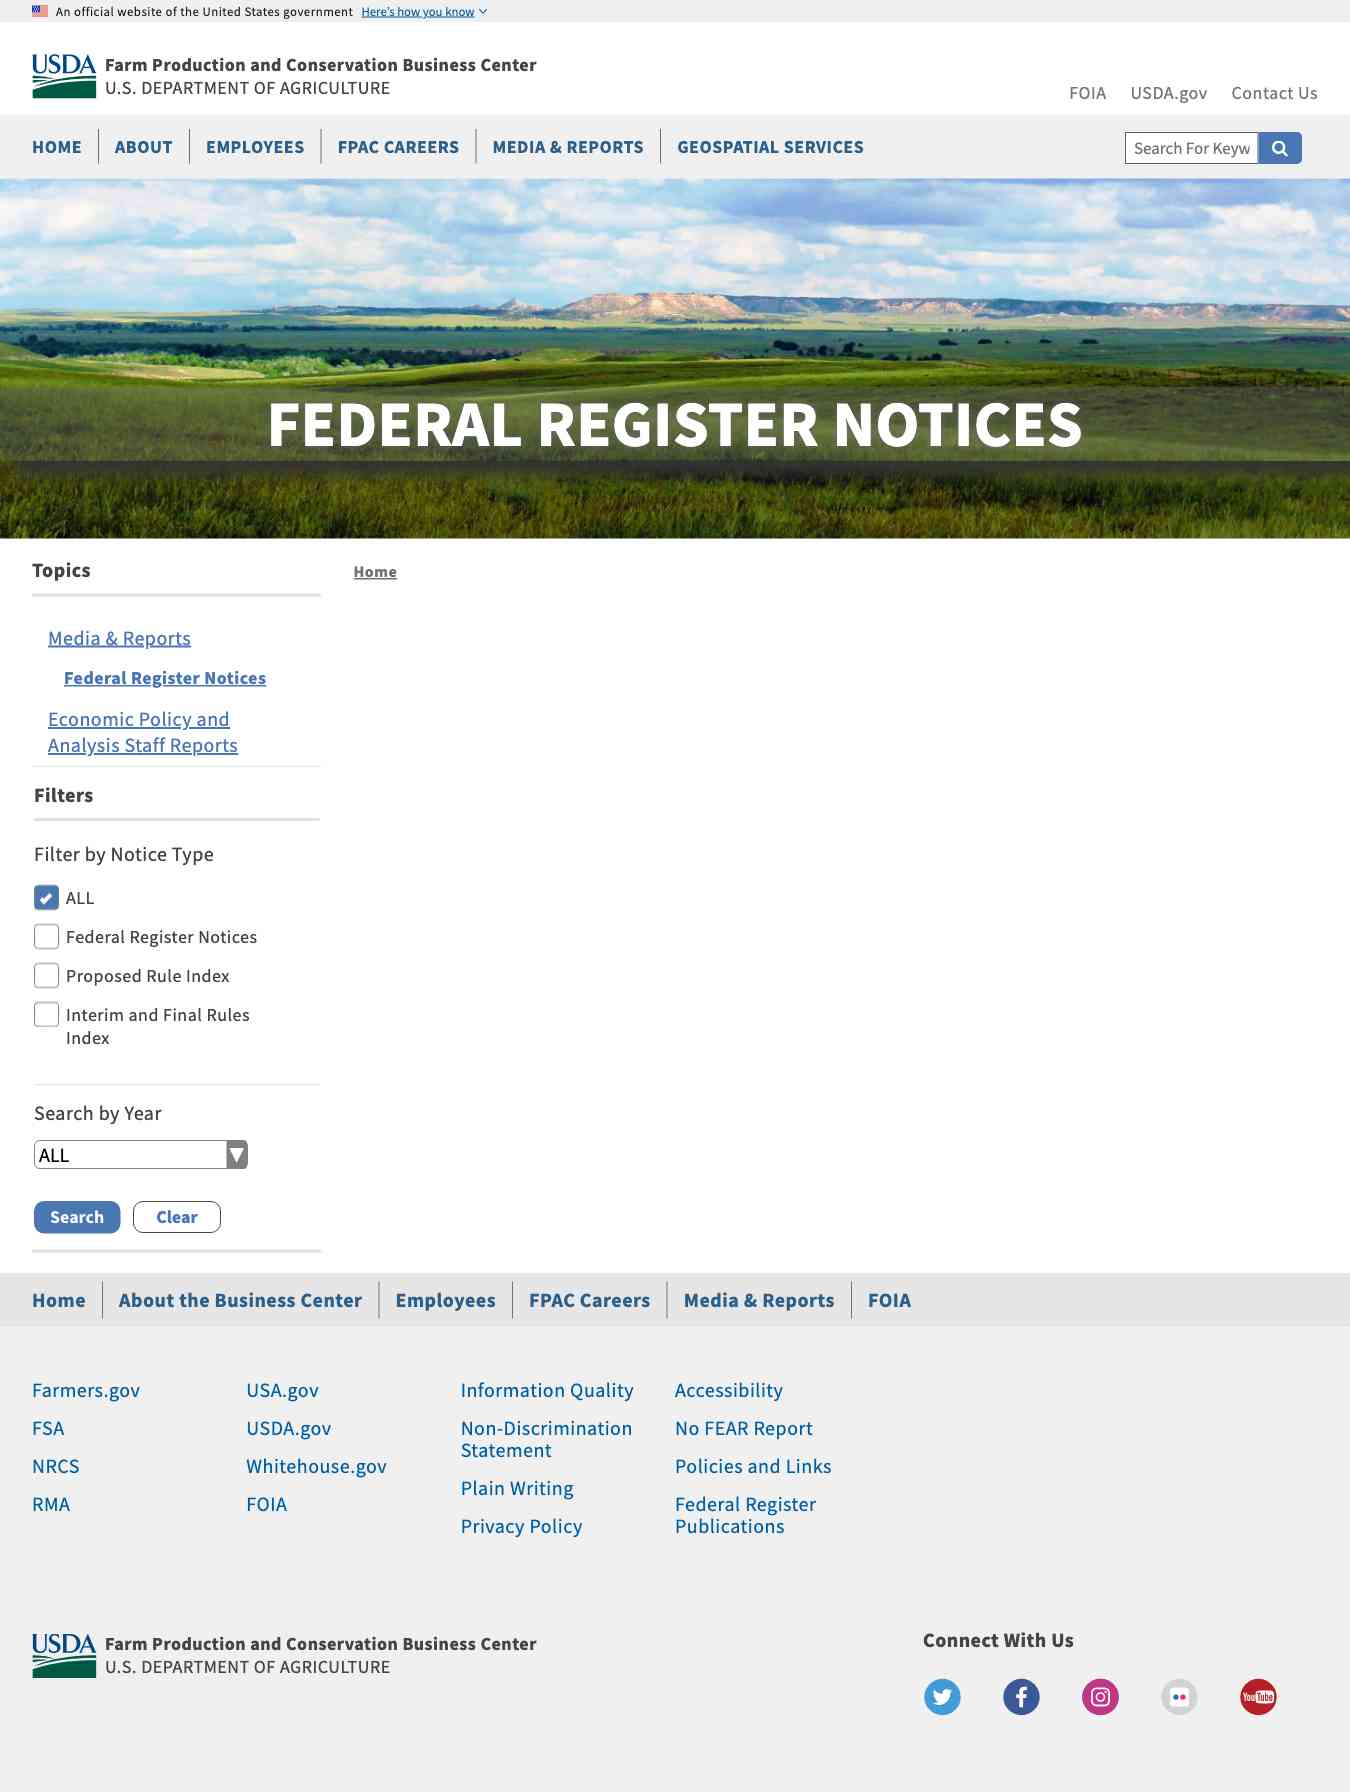 An official website of the United States government Here's how you know
USDA Farm Production and Conservation Business Center
U.S. DEPARTMENT OF AGRICULTURE
FOIA USDA.gov Contact Us
HOME ABOUT EMPLOYEES FPAC CAREERS MEDIA & REPORTS GEOSPATIAL SERVICES
Search For Keyw
FEDERAL REGISTER NOTICES
Topics
Home
Media & Reports
Federal Register Notices
Economic Policy and
Analysis Staff Reports
Filters
Filter by Notice Type
ALL
Federal Register Notices
Proposed Rule Index
Interim and Final Rules
Index
Search by Year
ALL
Search Clear
Home About the Business Center Employees FPAC Careers Media & Reports FOIA
Farmers.gov
FSA
NRCS
RMA
USA.gov
USDA.gov
Whitehouse.gov
FOIA
Information Quality
Non-Discrimination
Statement
Plain Writing
Privacy Policy
Accessibility
No FEAR Report
Policies and Links
Federal Register
Publications
USDA Farm Production and Conservation Business Center
U.S. DEPARTMENT OF AGRICULTURE
Connect With Us
YouTube